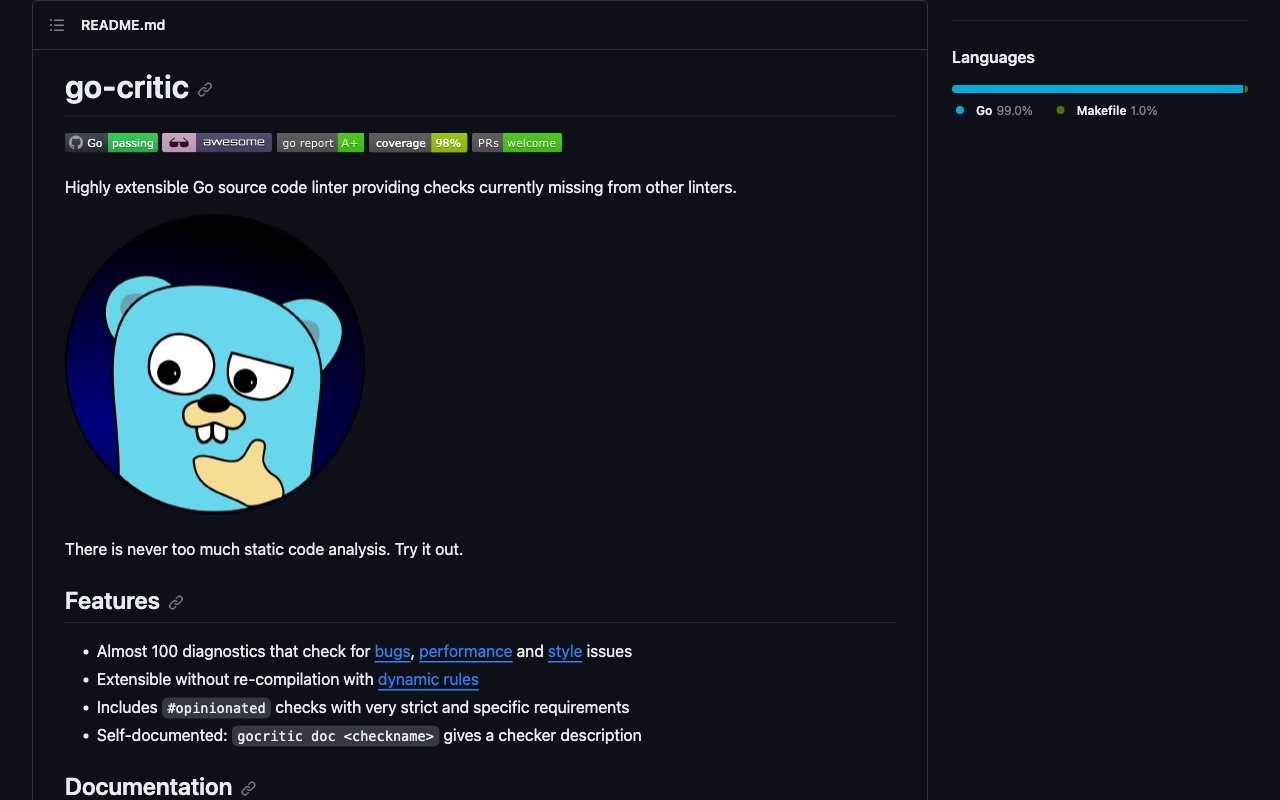 README.md
go-critic
Go passing awesome go report A+ coverage 98% PRs welcome
Highly extensible Go source code linter providing checks currently missing from other linters.
There is never too much static code analysis. Try it out.
Features
Almost 100 diagnostics that check for bugs, performance and style issues
Extensible without re-compilation with dynamic rules
Includes #opinionated checks with very strict and specific requirements
Self-documented: gocritic doc <checkname> gives a checker description
Documentation
Languages
Go 99.0% Makefile 1.0%